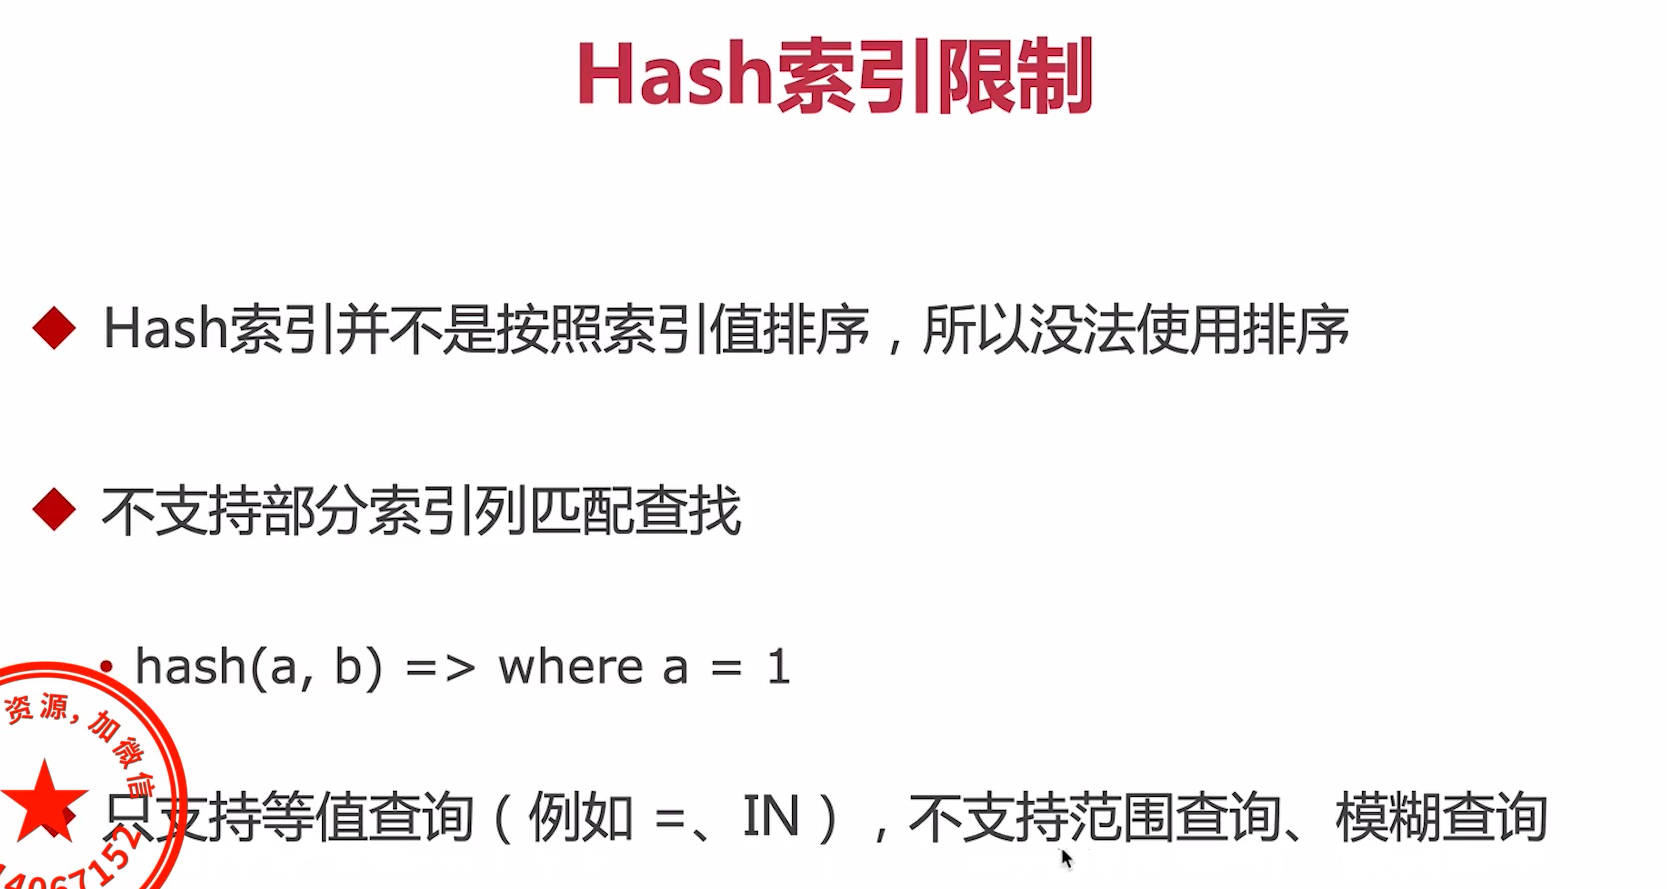 Hash索引限制
Hash索引并不是按照索引值排序，所以没法使用排序
不支持部分索引列匹配查找
hash(a, b) => where a = 1
只支持等值查询（例如 =、IN），不支持范围查询、模糊查询
资源，加微信
4067152